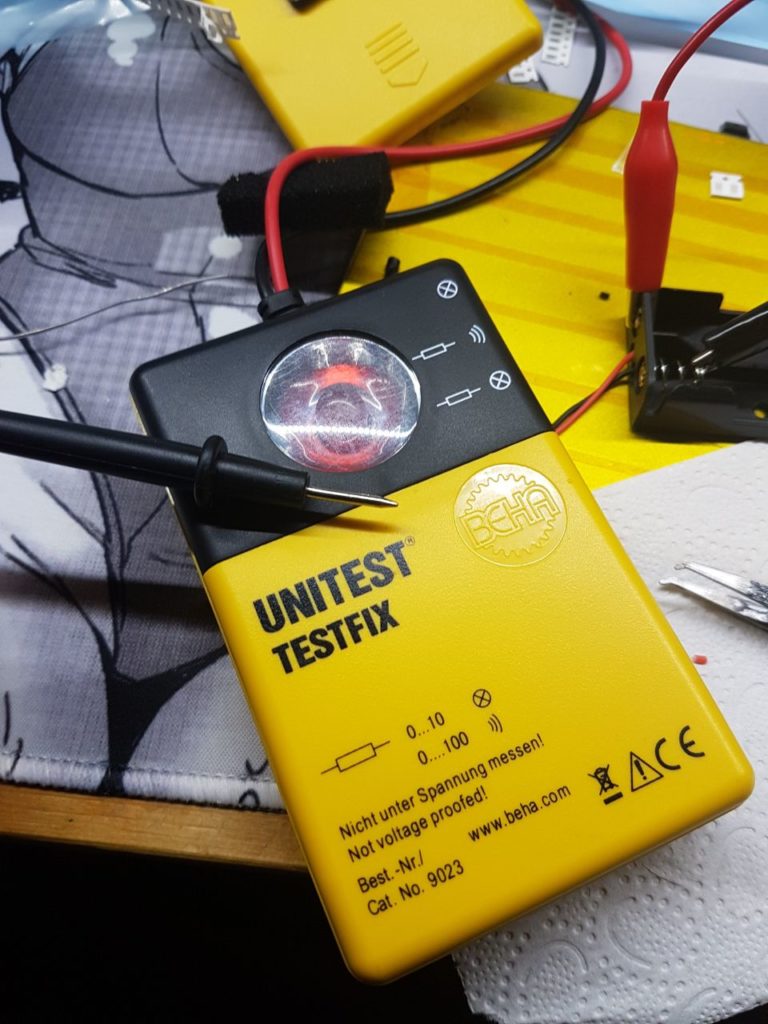 BEHA
UNITEST®
TESTFIX
0...10
0....100
Nicht unter Spannung messen!
Not voltage proofed!
www.beha.com
Best.-Nr./
Cat. No. 9023
CE